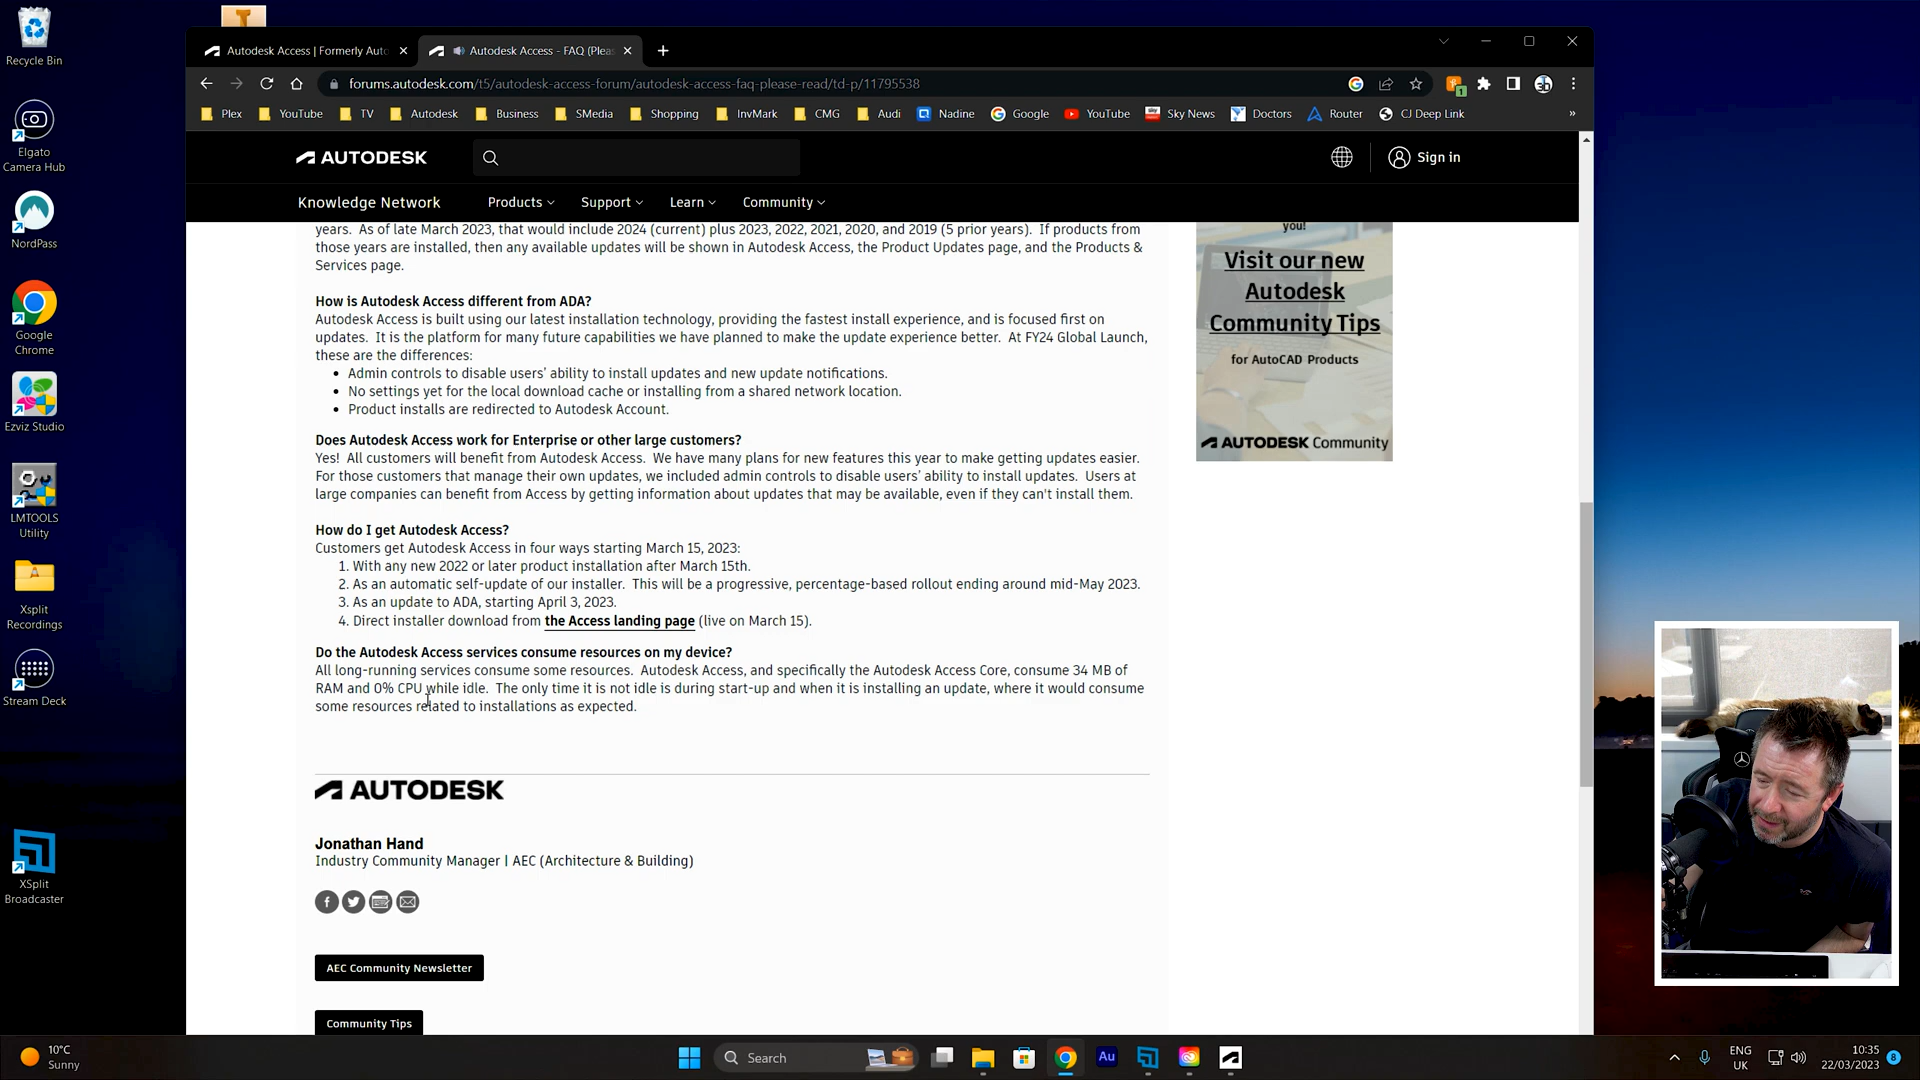 Recycle Bin
Elgato
Camera Hub
NordPass
Google
Chrome
Ezviz Studio
LMTOOLS
Utility
Xsplit
Recordings
Stream Deck
XSplit
Broadcaster
Autodesk Access | Formerly Auto
Autodesk Access - FAQ (Plea
forums.autodesk.com/t5/autodesk-access-forum/autodesk-access-faq-please-read/td-p/11795538
1
Plex
YouTube
TV
Autodesk
Business
SMedia
Shopping
InvMark
CMG
Audi
Nadine
Google
YouTube
Sky News
Doctors
Router
CJ Deep Link
»
AUTODESK
Sign in
Knowledge Network
Products
Support
Learn
Community
years. As of late March 2023, that would include 2024 (current) plus 2023, 2022, 2021, 2020, and 2019 (5 prior years). If products from
those years are installed, then any available updates will be shown in Autodesk Access, the Product Updates page, and the Products &
Services page.
How is Autodesk Access different from ADA?
Autodesk Access is built using our latest installation technology, providing the fastest install experience, and is focused first on
updates. It is the platform for many future capabilities we have planned to make the update experience better. At FY24 Global Launch,
these are the differences:
• Admin controls to disable users' ability to install updates and new update notifications.
• No settings yet for the local download cache or installing from a shared network location.
• Product installs are redirected to Autodesk Account.
Does Autodesk Access work for Enterprise or other large customers?
Yes! All customers will benefit from Autodesk Access. We have many plans for new features this year to make getting updates easier.
For those customers that manage their own updates, we included admin controls to disable users' ability to install updates. Users at
large companies can benefit from Access by getting information about updates that may be available, even if they can't install them.
How do I get Autodesk Access?
Customers get Autodesk Access in four ways starting March 15, 2023:
1. With any new 2022 or later product installation after March 15th.
2. As an automatic self-update of our installer. This will be a progressive, percentage-based rollout ending around mid-May 2023.
3. As an update to ADA, starting April 3, 2023.
4. Direct installer download from the Access landing page (live on March 15).
Do the Autodesk Access services consume resources on my device?
All long-running services consume some resources. Autodesk Access, and specifically the Autodesk Access Core, consume 34 MB of
RAM and 0% CPU while idle. The only time it is not idle is during start-up and when it is installing an update, where it would consume
some resources related to installations as expected.
AUTODESK
Jonathan Hand
Industry Community Manager | AEC (Architecture & Building)
AEC Community Newsletter
Community Tips
you!
Visit our new
Autodesk
Community Tips
for AutoCAD Products
AUTODESK Community
10°C
Sunny
Search
Au
ENG
UK
10:35
22/03/2023
8